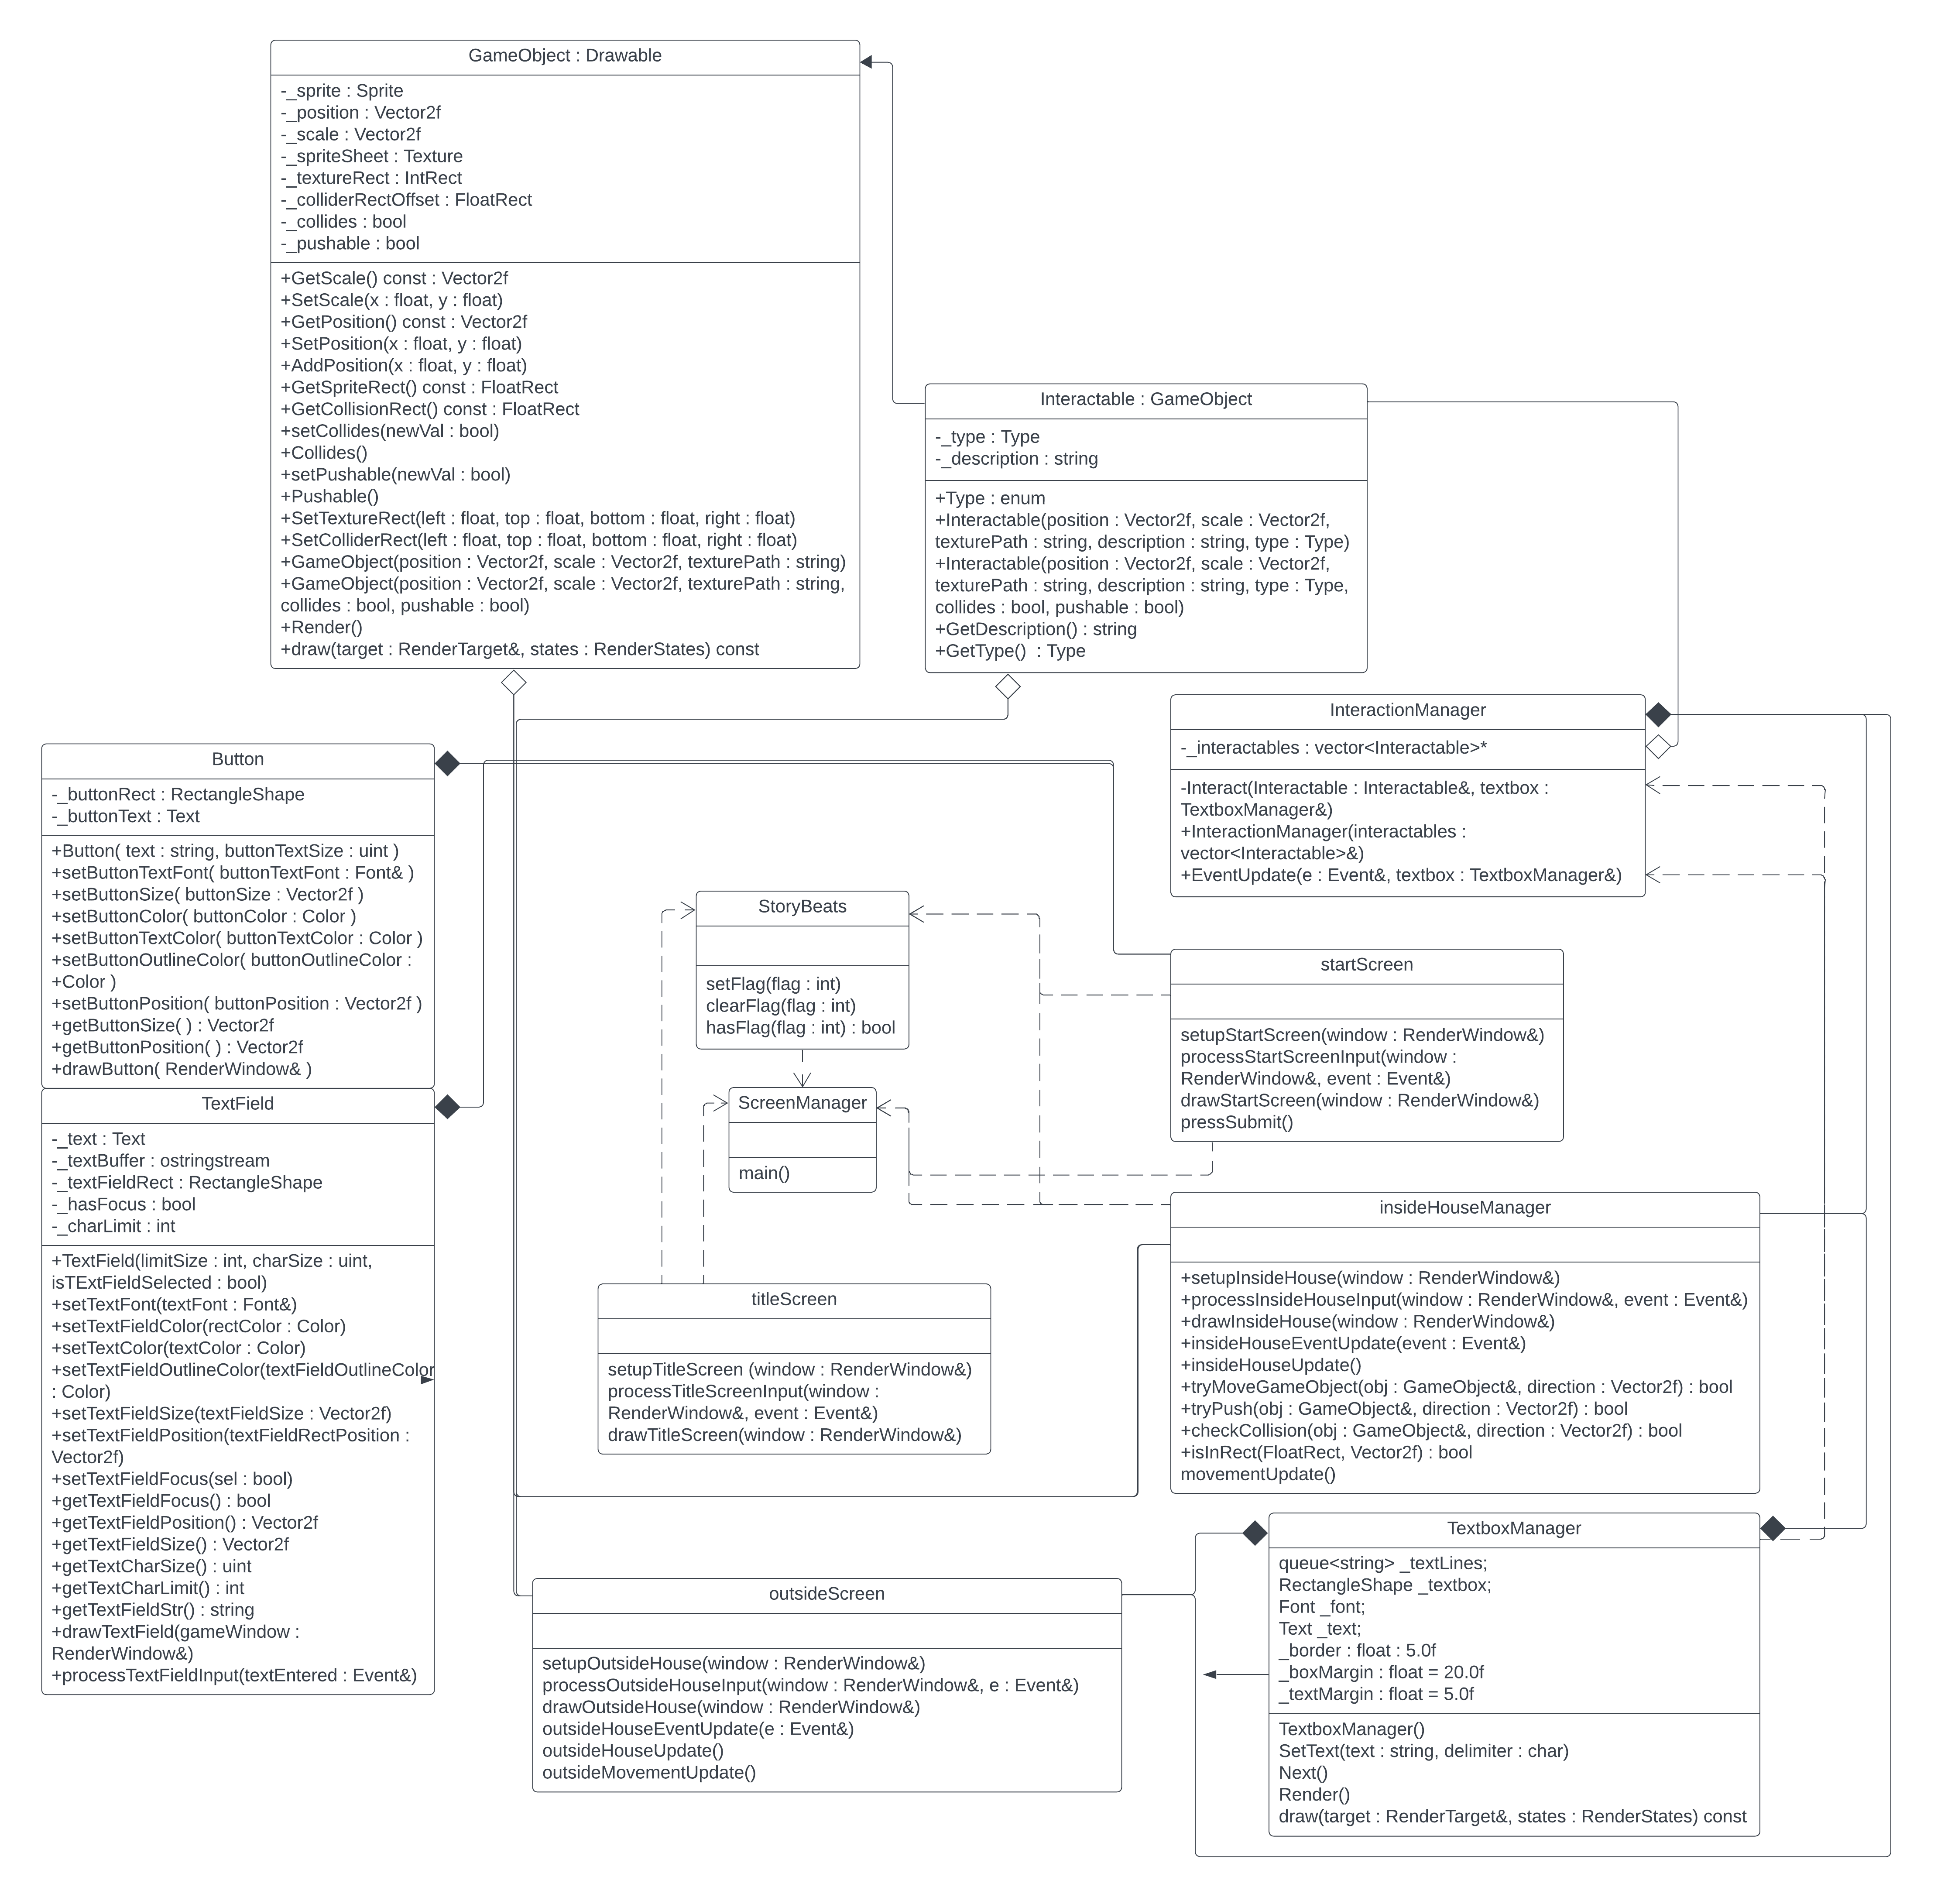 GameObject : Drawable
-_sprite : Sprite
-_position : Vector2f
-_scale : Vector2f
-_spriteSheet : Texture
-_textureRect : IntRect
-_colliderRectOffset : FloatRect
-_collides : bool
-_pushable : bool
+GetScale() const : Vector2f
+SetScale(x : float, y : float)
+GetPosition() const : Vector2f
+SetPosition(x : float, y : float)
+AddPosition(x : float, y : float)
+GetSpriteRect() const : FloatRect
+GetCollisionRect() const : FloatRect
+setCollides(newVal : bool)
+Collides()
+setPushable(newVal : bool)
+Pushable()
+SetTextureRect(left : float, top : float, bottom : float, right : float)
+SetColliderRect(left : float, top : float, bottom : float, right : float)
+GameObject(position : Vector2f, scale : Vector2f, texturePath : string)
+GameObject(position : Vector2f, scale : Vector2f, texturePath : string,
collides : bool, pushable : bool)
+Render()
+draw(target : RenderTarget&, states : RenderStates) const
Interactable : GameObject
-_type : Type
-_description : string
+Type : enum
+Interactable(position : Vector2f, scale : Vector2f,
texturePath : string, description : string, type : Type)
+Interactable(position : Vector2f, scale : Vector2f,
texturePath : string, description : string, type : Type,
collides : bool, pushable : bool)
+GetDescription() : string
+GetType()  : Type
InteractionManager
-_interactables : vector<Interactable>*
-Interact(Interactable : Interactable&, textbox :
TextboxManager&)
+InteractionManager(interactables :
vector<Interactable>&)
+EventUpdate(e : Event&, textbox : TextboxManager&)
Button
-_buttonRect : RectangleShape
-_buttonText : Text
+Button( text : string, buttonTextSize : uint )
+setButtonTextFont( buttonTextFont : Font& )
+setButtonSize( buttonSize : Vector2f )
+setButtonColor( buttonColor : Color )
+setButtonTextColor( buttonTextColor : Color )
+setButtonOutlineColor( buttonOutlineColor :
+Color )
+setButtonPosition( buttonPosition : Vector2f )
+getButtonSize( ) : Vector2f
+getButtonPosition( ) : Vector2f
+drawButton( RenderWindow& )
TextField
-_text : Text
-_textBuffer : ostringstream
-_textFieldRect : RectangleShape
-_hasFocus : bool
-_charLimit : int
+TextField(limitSize : int, charSize : uint,
isTExtFieldSelected : bool)
+setTextFont(textFont : Font&)
+setTextFieldColor(rectColor : Color)
+setTextColor(textColor : Color)
+setTextFieldOutlineColor(textFieldOutlineColor
: Color)
+setTextFieldSize(textFieldSize : Vector2f)
+setTextFieldPosition(textFieldRectPosition :
Vector2f)
+setTextFieldFocus(sel : bool)
+getTextFieldFocus() : bool
+getTextFieldPosition() : Vector2f
+getTextFieldSize() : Vector2f
+getTextCharSize() : uint
+getTextCharLimit() : int
+getTextFieldStr() : string
+drawTextField(gameWindow :
RenderWindow&)
+processTextFieldInput(textEntered : Event&)
StoryBeats
setFlag(flag : int)
clearFlag(flag : int)
hasFlag(flag : int) : bool
ScreenManager
main()
startScreen
setupStartScreen(window : RenderWindow&)
processStartScreenInput(window :
RenderWindow&, event : Event&)
drawStartScreen(window : RenderWindow&)
pressSubmit()
insideHouseManager
+setupInsideHouse(window : RenderWindow&)
+processInsideHouseInput(window : RenderWindow&, event : Event&)
+drawInsideHouse(window : RenderWindow&)
+insideHouseEventUpdate(event : Event&)
+insideHouseUpdate()
+tryMoveGameObject(obj : GameObject&, direction : Vector2f) : bool
+tryPush(obj : GameObject&, direction : Vector2f) : bool
+checkCollision(obj : GameObject&, direction : Vector2f) : bool
+isInRect(FloatRect, Vector2f) : bool
movementUpdate()
titleScreen
setupTitleScreen (window : RenderWindow&)
processTitleScreenInput(window :
RenderWindow&, event : Event&)
drawTitleScreen(window : RenderWindow&)
outsideScreen
setupOutsideHouse(window : RenderWindow&)
processOutsideHouseInput(window : RenderWindow&, e : Event&)
drawOutsideHouse(window : RenderWindow&)
outsideHouseEventUpdate(e : Event&)
outsideHouseUpdate()
outsideMovementUpdate()
TextboxManager
queue<string> _textLines;
RectangleShape _textbox;
Font _font;
Text _text;
_border : float : 5.0f
_boxMargin : float = 20.0f
_textMargin : float = 5.0f
TextboxManager()
SetText(text : string, delimiter : char)
Next()
Render()
draw(target : RenderTarget&, states : RenderStates) const